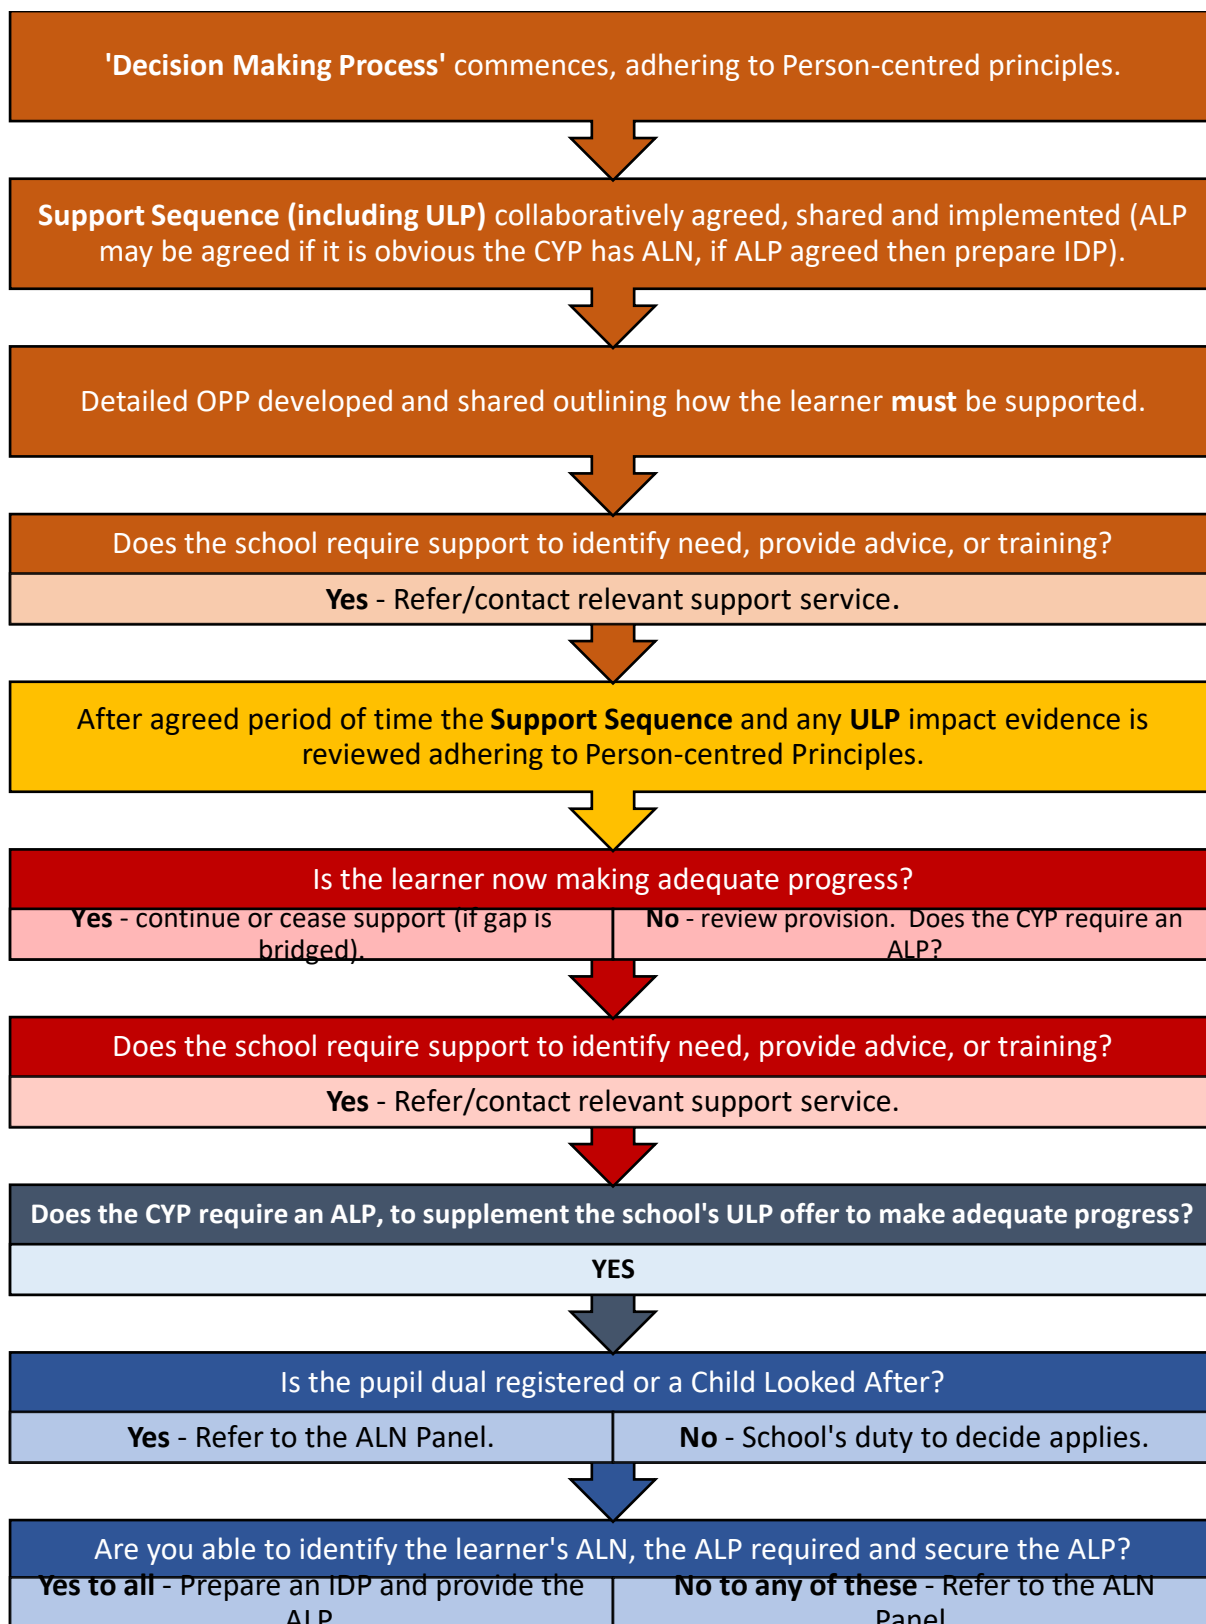 'Decision Making Process' commences, adhering to Person-centred principles.
Support Sequence (including ULP) collaboratively agreed, shared and implemented (ALP
may be agreed if it is obvious the CYP has ALN, if ALP agreed then prepare IDP).
Detailed OPP developed and shared outlining how the learner must be supported.
Does the school require support to identify need, provide advice, or training?
Yes - Refer/contact relevant support service.
After agreed period of time the Support Sequence and any ULP impact evidence is
reviewed adhering to Person-centred Principles.
Is the learner now making adequate progress?
Yes - continue or cease support (if gap is
bridged).
No - review provision. Does the CYP require an
ALP?
Does the school require support to identify need, provide advice, or training?
Yes - Refer/contact relevant support service.
Does the CYP require an ALP, to supplement the school's ULP offer to make adequate progress?
YES
Is the pupil dual registered or a Child Looked After?
Yes - Refer to the ALN Panel.
No - School's duty to decide applies.
Are you able to identify the learner's ALN, the ALP required and secure the ALP?
Yes to all - Prepare an IDP and provide the
ALP
No to any of these - Refer to the ALN
Panel